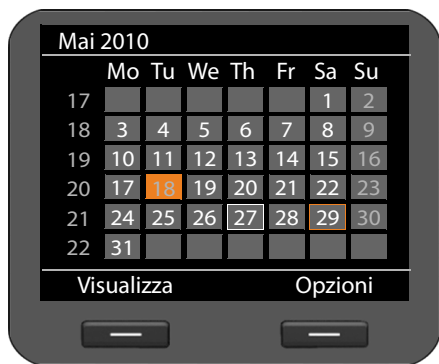 Mai 2010
Mo Tu We Th Fr Sa Su
17 1 2
18 3 4 5 6 7 8 9
19 10 11 12 13 14 15 16
20 17 18 19 20 21 22 23
21 24 25 26 27 28 29 30
22 31
Visualizza Opzioni